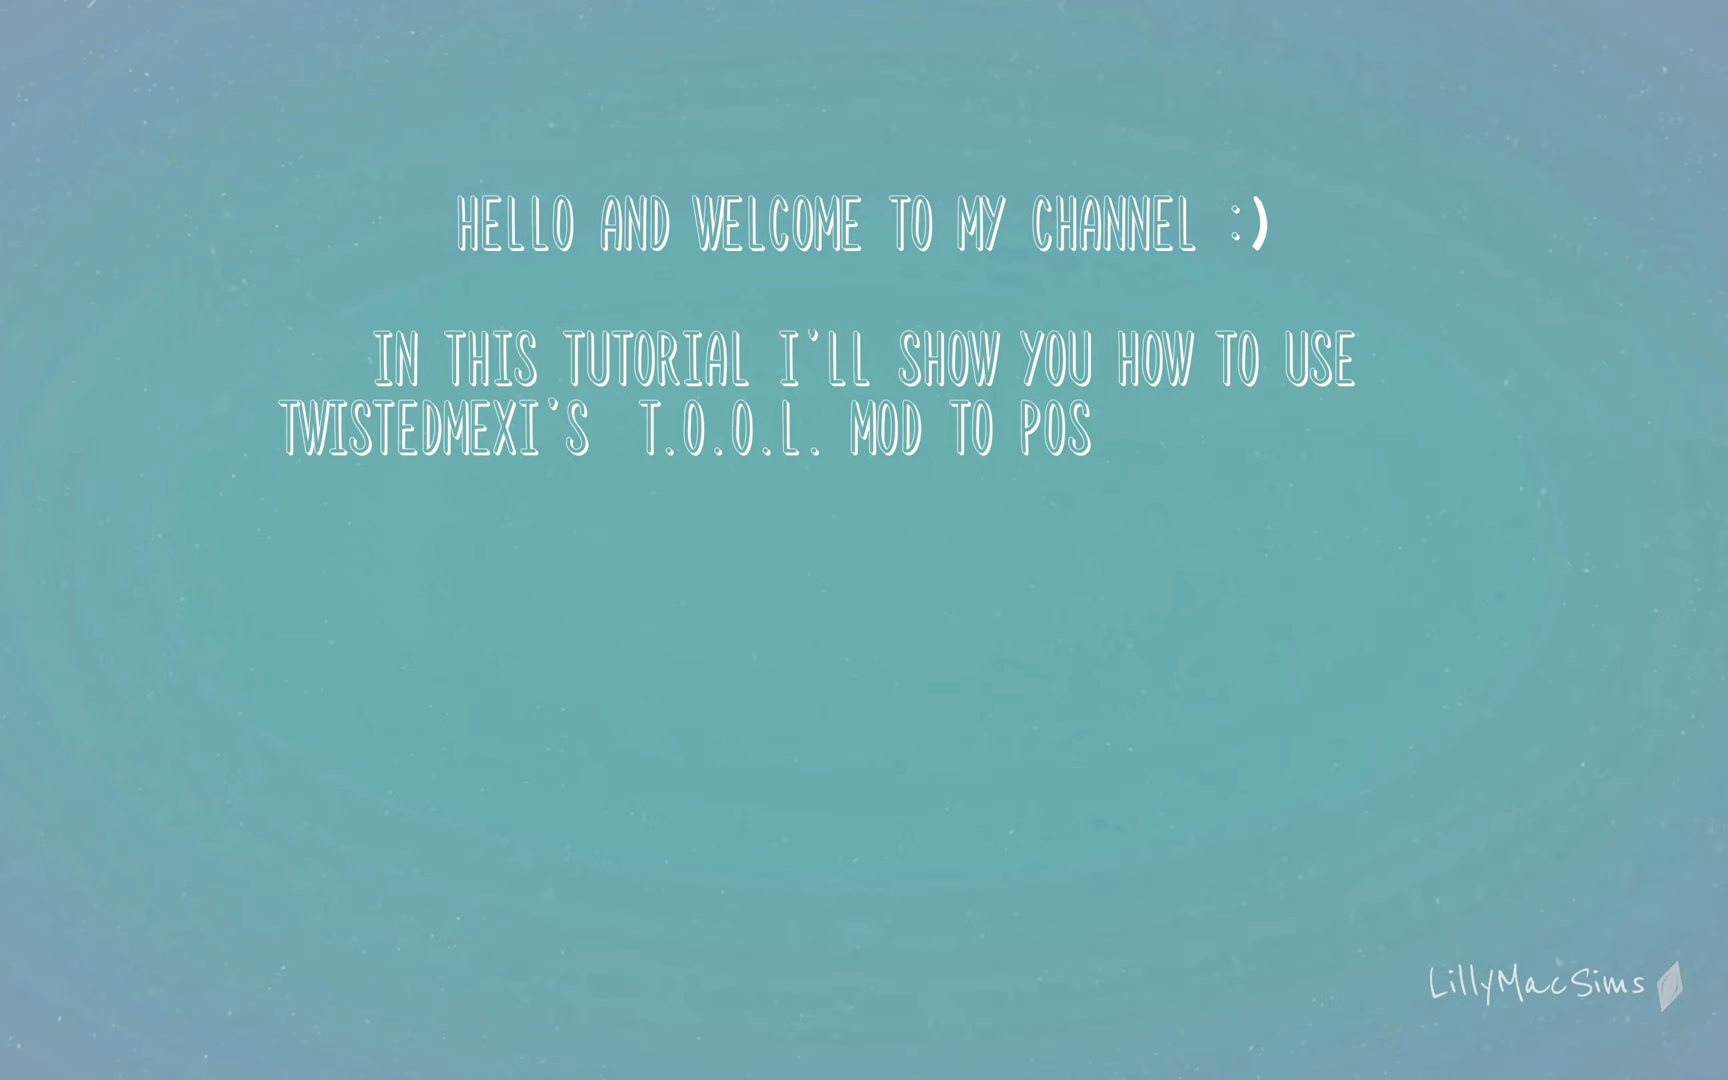 HELLO AND WELCOME TO MY CHANNEL :)
IN THIS TUTORIAL I'LL SHOW YOU HOW TO USE
TWISTEDMEXI'S T.O.O.L. MOD TO POS
LillyMacSims